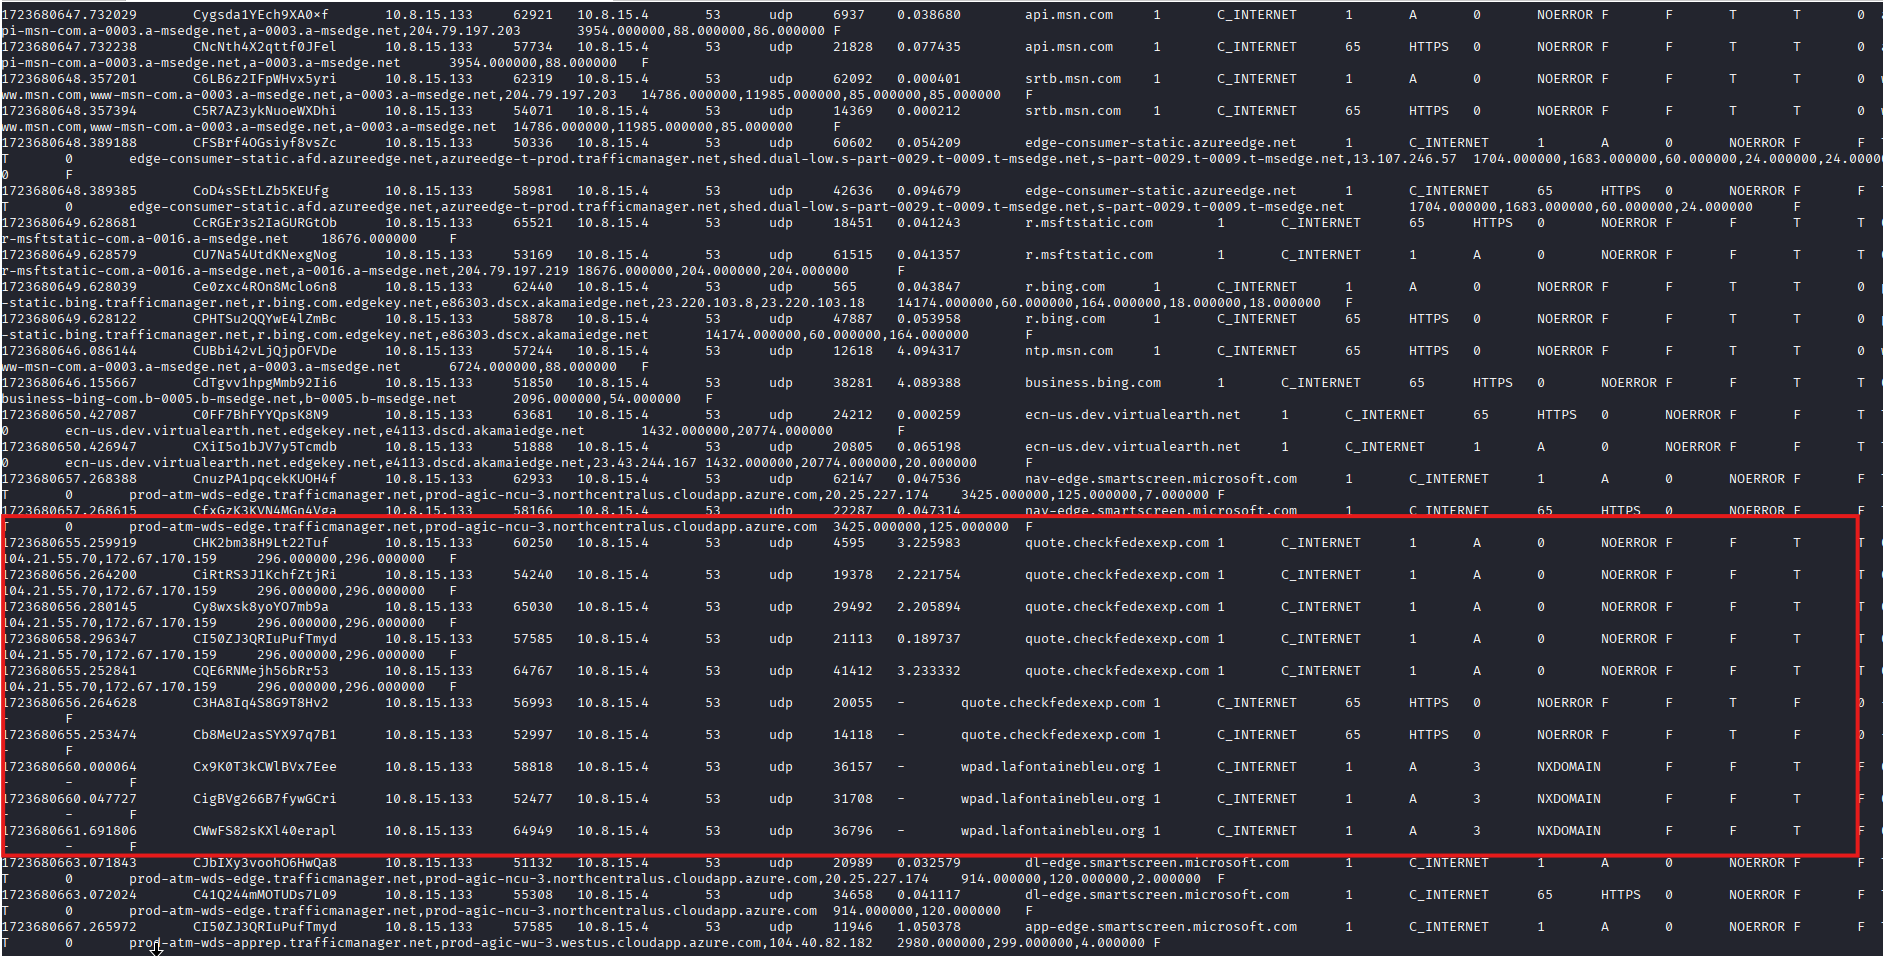 1723680647.732029 Cygsda1YEch9XA0×f 10.8.15.133 62921 10.8.15.4 53 udp 6937 0.038680 api.msn.com 1 C_INTERNET 1 A 0 NOERROR F F T T 0
pi-msn-com.a-0003.a-msedge.net,a-0003.a-msedge.net,204.79.197.203 3954.000000,88.000000,86.000000 F
1723680647.732238 CNcNth4X2qttf0JFel 10.8.15.133 57734 10.8.15.4 53 udp 21828 0.077435 api.msn.com 1 C_INTERNET 65 HTTPS 0 NOERROR F F T T 0
pi-msn-com.a-0003.a-msedge.net,a-0003.a-msedge.net 3954.000000,88.000000 F
1723680648.357201 C6LB6z2IFpWHvx5yri 10.8.15.133 62319 10.8.15.4 53 udp 62092 0.000401 srtb.msn.com 1 C_INTERNET 1 A 0 NOERROR F F T T 0
ww.msn.com,www-msn-com.a-0003.a-msedge.net,a-0003.a-msedge.net,204.79.197.203 14786.000000,11985.000000,85.000000,85.000000 F
1723680648.357394 C5R7AZ3ykNuoeWXDhi 10.8.15.133 54071 10.8.15.4 53 udp 14369 0.000212 srtb.msn.com 1 C_INTERNET 65 HTTPS 0 NOERROR F F T T 0
ww.msn.com,www-msn-com.a-0003.a-msedge.net,a-0003.a-msedge.net 14786.000000,11985.000000,85.000000 F
1723680648.389188 CFSBrf4OGsiyf8vsZc 10.8.15.133 50336 10.8.15.4 53 udp 60602 0.054209 edge-consumer-static.azureedge.net 1 C_INTERNET 1 A 0 NOERROR F F
T 0 edge-consumer-static.afd.azureedge.net,azureedge-t-prod.trafficmanager.net,shed.dual-low.s-part-0029.t-0009.t-msedge.net,s-part-0029.t-0009.t-msedge.net,13.107.246.57 1704.000000,1683.000000,60.000000,24.000000,24.0000
0 F
1723680648.389385 CoD4sSEtLZb5KEUfg 10.8.15.133 58981 10.8.15.4 53 udp 42636 0.094679 edge-consumer-static.azureedge.net 1 C_INTERNET 65 HTTPS 0 NOERROR F F
T 0 edge-consumer-static.afd.azureedge.net,azureedge-t-prod.trafficmanager.net,shed.dual-low.s-part-0029.t-0009.t-msedge.net,s-part-0029.t-0009.t-msedge.net 1704.000000,1683.000000,60.000000,24.000000 F
1723680649.628681 CcRGEr3s2IaGURGtOb 10.8.15.133 65521 10.8.15.4 53 udp 18451 0.041243 r.msftstatic.com 1 C_INTERNET 65 HTTPS 0 NOERROR F F T T
r-msftstatic-com.a-0016.a-msedge.net 18676.000000 F
1723680649.628579 CU7Na54UtdKNexgNog 10.8.15.133 53169 10.8.15.4 53 udp 61515 0.041357 r.msftstatic.com 1 C_INTERNET 1 A 0 NOERROR F F T T
r-msftstatic-com.a-0016.a-msedge.net,a-0016.a-msedge.net,204.79.197.219 18676.000000,204.000000,204.000000 F
1723680649.628039 Ce0zxc4ROn8Mclo6n8 10.8.15.133 62440 10.8.15.4 53 udp 565 0.043847 r.bing.com 1 C_INTERNET 1 A 0 NOERROR F F T T 0
-static.bing.trafficmanager.net,r.bing.com.edgekey.net,e86303.dscx.akamaiedge.net,23.220.103.8,23.220.103.18 14174.000000,60.000000,164.000000,18.000000,18.000000 F
1723680649.628122 CPHTSu2QQYwE4lZmBc 10.8.15.133 58878 10.8.15.4 53 udp 47887 0.053958 r.bing.com 1 C_INTERNET 65 HTTPS 0 NOERROR F F T T 0
-static.bing.trafficmanager.net,r.bing.com.edgekey.net,e86303.dscx.akamaiedge.net 14174.000000,60.000000,164.000000 F
1723680646.086144 CUBbi42vLjQjpOFVDe 10.8.15.133 57244 10.8.15.4 53 udp 12618 4.094317 ntp.msn.com 1 C_INTERNET 65 HTTPS 0 NOERROR F F T T 0
ww-msn-com.a-0003.a-msedge.net,a-0003.a-msedge.net 6724.000000,88.000000 F
1723680646.155667 CdTgvv1hpgMmb92Ii6 10.8.15.133 51850 10.8.15.4 53 udp 38281 4.089388 business.bing.com 1 C_INTERNET 65 HTTPS 0 NOERROR F F T T
business-bing-com.b-0005.b-msedge.net,b-0005.b-msedge.net 2096.000000,54.000000 F
1723680650.427087 C0FF7BhFYYQpsK8N9 10.8.15.133 63681 10.8.15.4 53 udp 24212 0.000259 ecn-us.dev.virtualearth.net 1 C_INTERNET 65 HTTPS 0 NOERROR F F T
0 ecn-us.dev.virtualearth.net.edgekey.net,e4113.dscd.akamaiedge.net 1432.000000,20774.000000 F
1723680650.426947 CXiI5o1bJV7y5Tcmdb 10.8.15.133 51888 10.8.15.4 53 udp 20805 0.065198 ecn-us.dev.virtualearth.net 1 C_INTERNET 1 A 0 NOERROR F F T
0 ecn-us.dev.virtualearth.net.edgekey.net,e4113.dscd.akamaiedge.net,23.43.244.167 1432.000000,20774.000000,20.000000 F
1723680657.268388 CnuzPA1pqcekKUOH4f 10.8.15.133 62933 10.8.15.4 53 udp 62147 0.047536 nav-edge.smartscreen.microsoft.com 1 C_INTERNET 1 A 0 NOERROR F F
T 0 prod-atm-wds-edge.trafficmanager.net,prod-agic-ncu-3.northcentralus.cloudapp.azure.com,20.25.227.174 3425.000000,125.000000,7.000000 F
1723680657.268615 CfxGzK3KVN4MGn4Vga 10.8.15.133 58166 10.8.15.4 53 udp 22287 0.047314 nav-edge.smartscreen.microsoft.com 1 C_INTERNET 65 HTTPS 0 NOERROR F F
T 0 prod-atm-wds-edge.trafficmanager.net,prod-agic-ncu-3.northcentralus.cloudapp.azure.com 3425.000000,125.000000 F
1723680655.259919 CHK2bm38H9Lt22Tuf 10.8.15.133 60250 10.8.15.4 53 udp 4595 3.225983 quote.checkfedexexp.com 1 C_INTERNET 1 A 0 NOERROR F F T T
104.21.55.70,172.67.170.159 296.000000,296.000000 F
1723680656.264200 CiRtRS3J1KchfZtjRi 10.8.15.133 54240 10.8.15.4 53 udp 19378 2.221754 quote.checkfedexexp.com 1 C_INTERNET 1 A 0 NOERROR F F T T
104.21.55.70,172.67.170.159 296.000000,296.000000 F
1723680656.280145 Cy8wxsk8yoYO7mb9a 10.8.15.133 65030 10.8.15.4 53 udp 29492 2.205894 quote.checkfedexexp.com 1 C_INTERNET 1 A 0 NOERROR F F T T
104.21.55.70,172.67.170.159 296.000000,296.000000 F
1723680658.296347 CI50ZJ3QRIuPufTmyd 10.8.15.133 57585 10.8.15.4 53 udp 21113 0.189737 quote.checkfedexexp.com 1 C_INTERNET 1 A 0 NOERROR F F T T
104.21.55.70,172.67.170.159 296.000000,296.000000 F
1723680655.252841 CQE6RNMejh56bRr53 10.8.15.133 64767 10.8.15.4 53 udp 41412 3.233332 quote.checkfedexexp.com 1 C_INTERNET 1 A 0 NOERROR F F T T
104.21.55.70,172.67.170.159 296.000000,296.000000 F
1723680656.264628 C3HA8Iq4S8G9T8Hv2 10.8.15.133 56993 10.8.15.4 53 udp 20055 - quote.checkfedexexp.com 1 C_INTERNET 65 HTTPS 0 NOERROR F F T F 0
- F
1723680655.253474 Cb8MeU2asSYX97q7B1 10.8.15.133 52997 10.8.15.4 53 udp 14118 - quote.checkfedexexp.com 1 C_INTERNET 65 HTTPS 0 NOERROR F F T F 0
- F
1723680660.000064 Cx9K0T3kCWlBVx7Eee 10.8.15.133 58818 10.8.15.4 53 udp 36157 - wpad.lafontainebleu.org 1 C_INTERNET 1 A 3 NXDOMAIN F F T F
- - F
1723680660.047727 CigBVg266B7fywGCri 10.8.15.133 52477 10.8.15.4 53 udp 31708 - wpad.lafontainebleu.org 1 C_INTERNET 1 A 3 NXDOMAIN F F T F
- - F
1723680661.691806 CWwFS82sKXl40erapl 10.8.15.133 64949 10.8.15.4 53 udp 36796 - wpad.lafontainebleu.org 1 C_INTERNET 1 A 3 NXDOMAIN F F T F
- - F
1723680663.071843 CJbIXy3voohO6HwQa8 10.8.15.133 51132 10.8.15.4 53 udp 20989 0.032579 dl-edge.smartscreen.microsoft.com 1 C_INTERNET 1 A 0 NOERROR F F
T 0 prod-atm-wds-edge.trafficmanager.net,prod-agic-ncu-3.northcentralus.cloudapp.azure.com,20.25.227.174 914.000000,120.000000,2.000000 F
1723680663.072024 C41Q244mMOTUDs7L09 10.8.15.133 55308 10.8.15.4 53 udp 34658 0.041117 dl-edge.smartscreen.microsoft.com 1 C_INTERNET 65 HTTPS 0 NOERROR F F
T 0 prod-atm-wds-edge.trafficmanager.net,prod-agic-ncu-3.northcentralus.cloudapp.azure.com 914.000000,120.000000 F
1723680667.265972 CI50ZJ3QRIuPufTmyd 10.8.15.133 57585 10.8.15.4 53 udp 11946 1.050378 app-edge.smartscreen.microsoft.com 1 C_INTERNET 1 A 0 NOERROR F F
T 0 prod-atm-wds-apprep.trafficmanager.net,prod-agic-wu-3.westus.cloudapp.azure.com,104.40.82.182 2980.000000,299.000000,4.000000 F